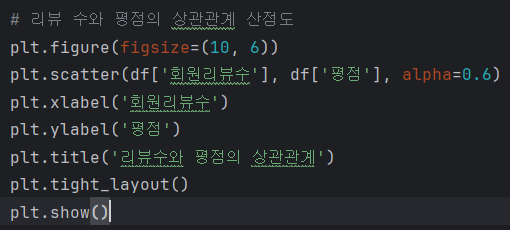 # 리뷰 수와 평점의 상관관계 산점도
plt.figure(figsize=(10, 6))
plt.scatter(df['회원리뷰수'], df['평점'], alpha=0.6)
plt.xlabel('회원리뷰수')
plt.ylabel('평점')
plt.title('리뷰수와 평점의 상관관계')
plt.tight_layout()
plt.show()